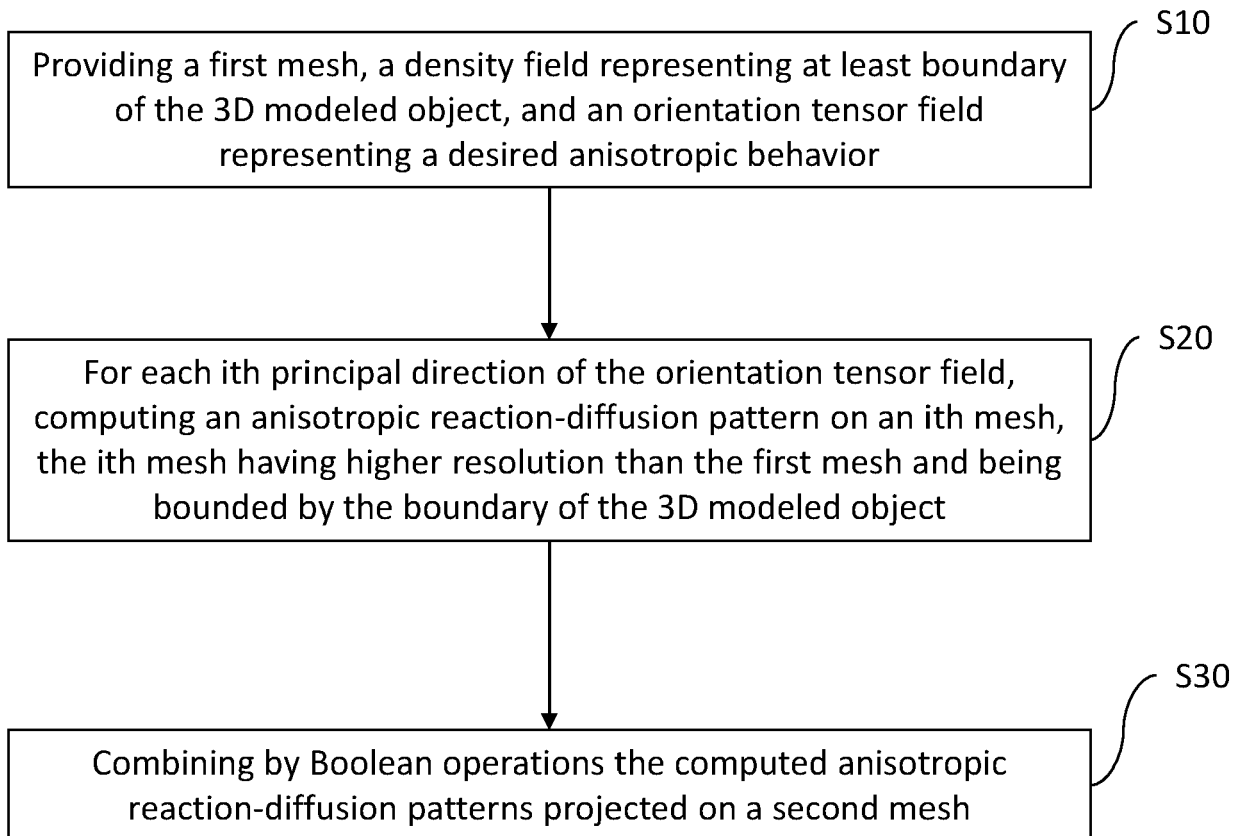 S10
Providing a first mesh, a density field representing at least boundary
of the 3D modeled object, and an orientation tensor field
representing a desired anisotropic behavior
S20
For each ith principal direction of the orientation tensor field,
computing an anisotropic reaction-diffusion pattern on an ith mesh,
the ith mesh having higher resolution than the first mesh and being
bounded by the boundary of the 3D modeled object
S30
Combining by Boolean operations the computed anisotropic
reaction-diffusion patterns projected on a second mesh